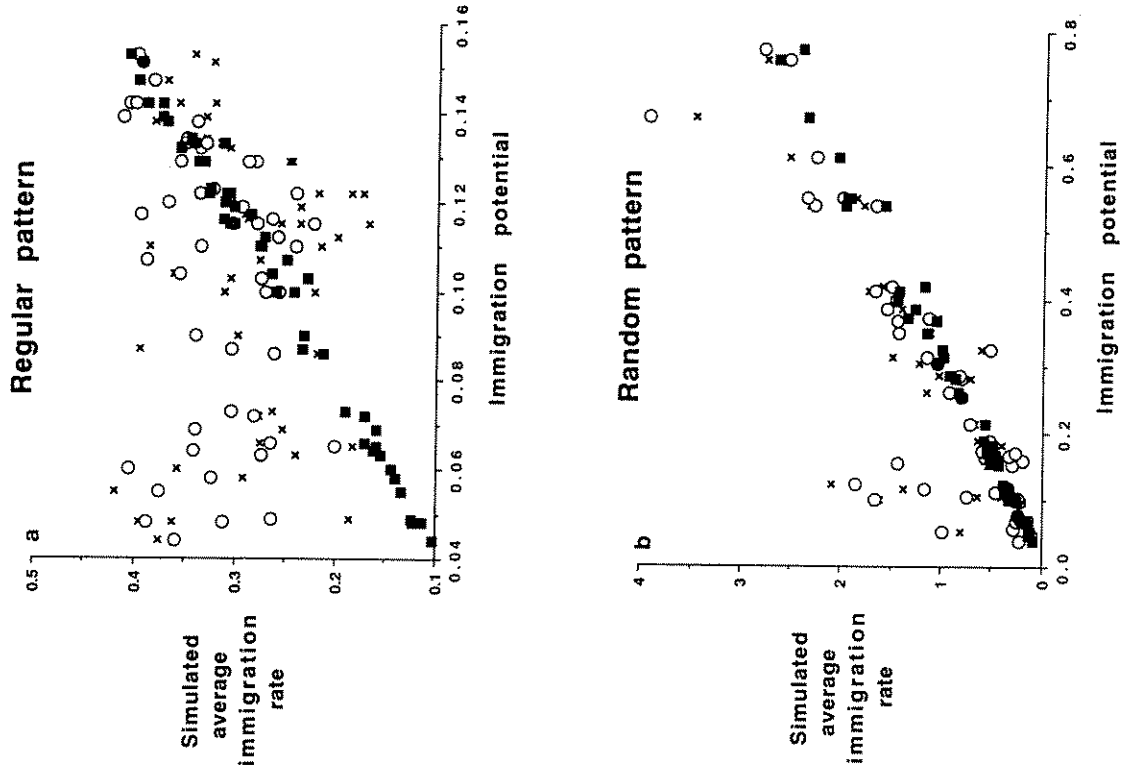 Regular pattern
a
0.5
0.4
0.3
0.2
0.1
0.04
0.06
0.08
0.10
0.12
0.14
0.16
Simulated
average
immigration
rate
Immigration potential
Random pattern
b
4
3
2
1
0
0.0
0.2
0.4
0.6
0.8
Simulated
average
immigration
rate
Immigration potential